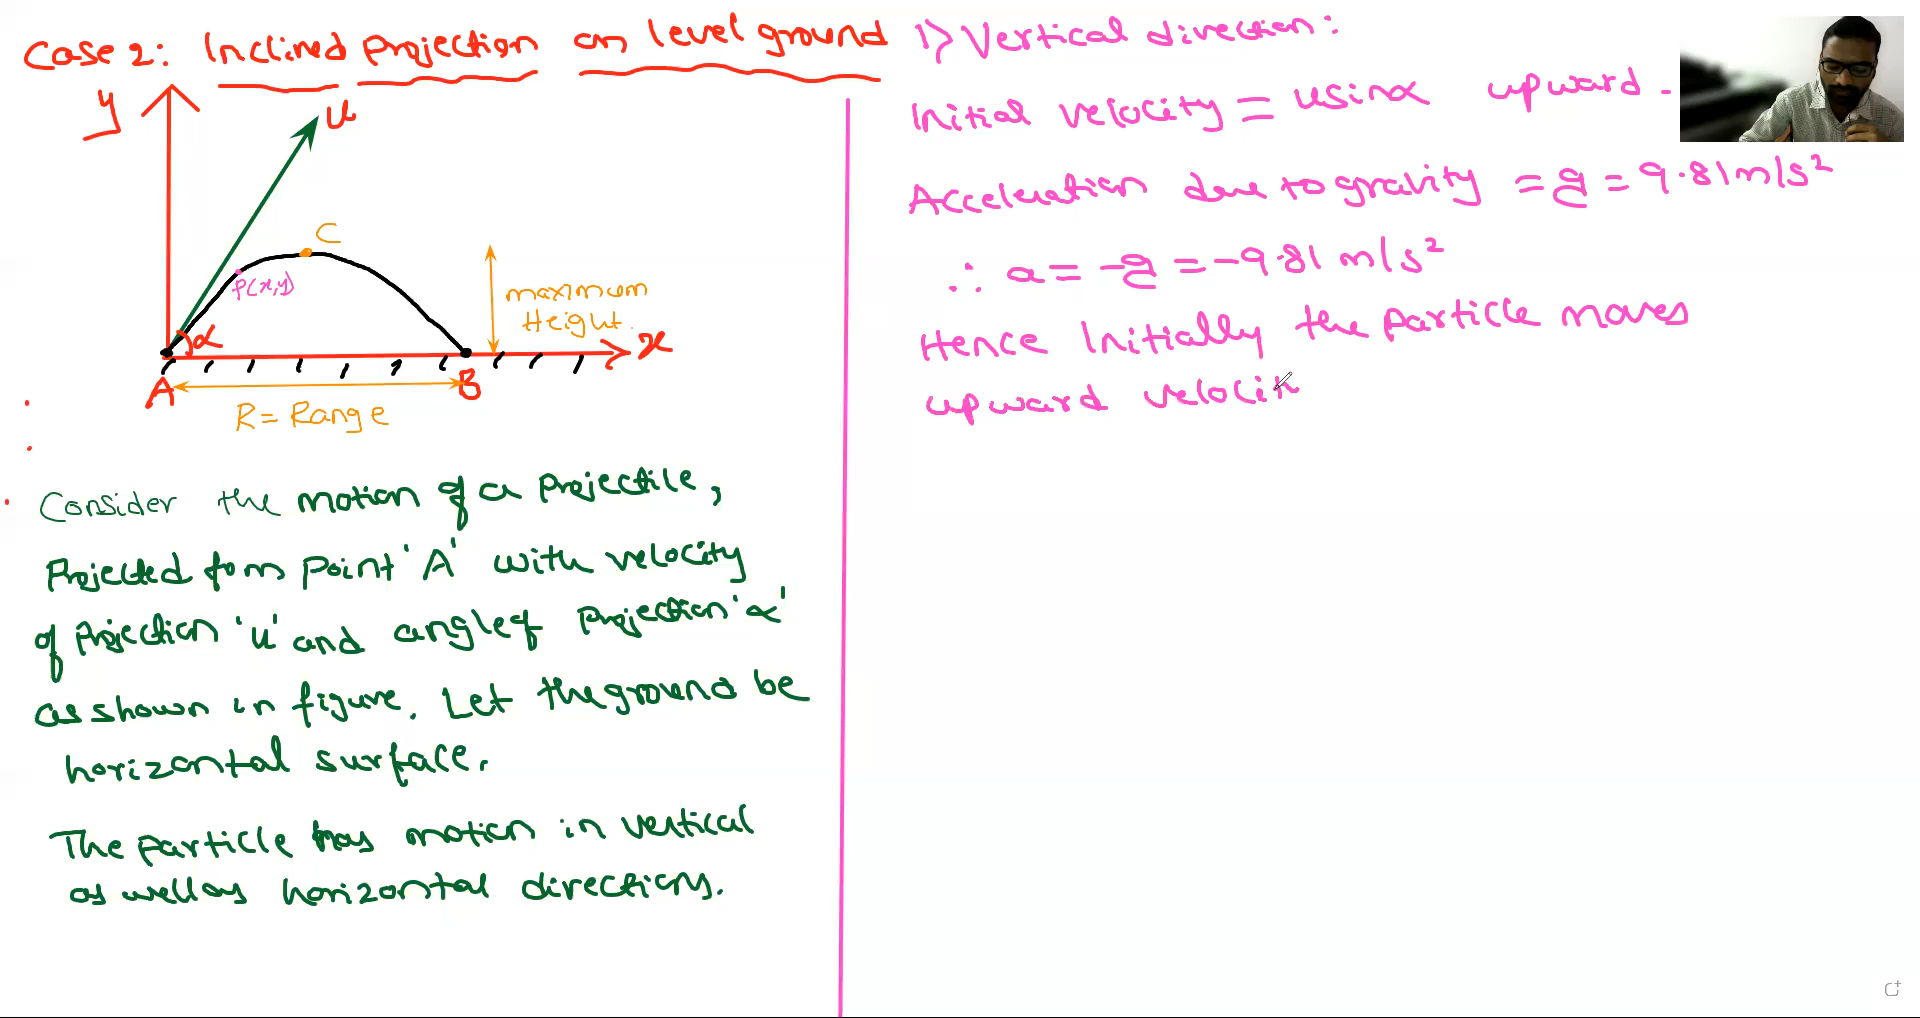 Case 2: Inclined projection on level ground
y
u
C
P(x,y)
maximum
Height.
α
x
A
B
R = Range
Consider the motion of a projectile,
Projected from point 'A' with velocity
of projection 'u' and angle of projection 'α'
as shown in figure. Let the ground be
horizontal surface.
The particle has motion in vertical
as well as horizontal directions.
1) Vertical direction:
Initial velocity = u sin α upward -
Acceleration due to gravity = g = 9.81 m/s²
∴ a = -g = -9.81 m/s²
Hence Initially the particle moves
upward velocit